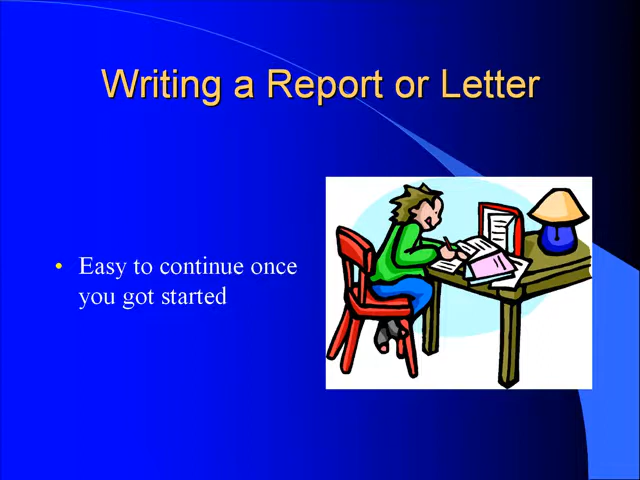 Writing a Report or Letter
• Easy to continue once
you got started